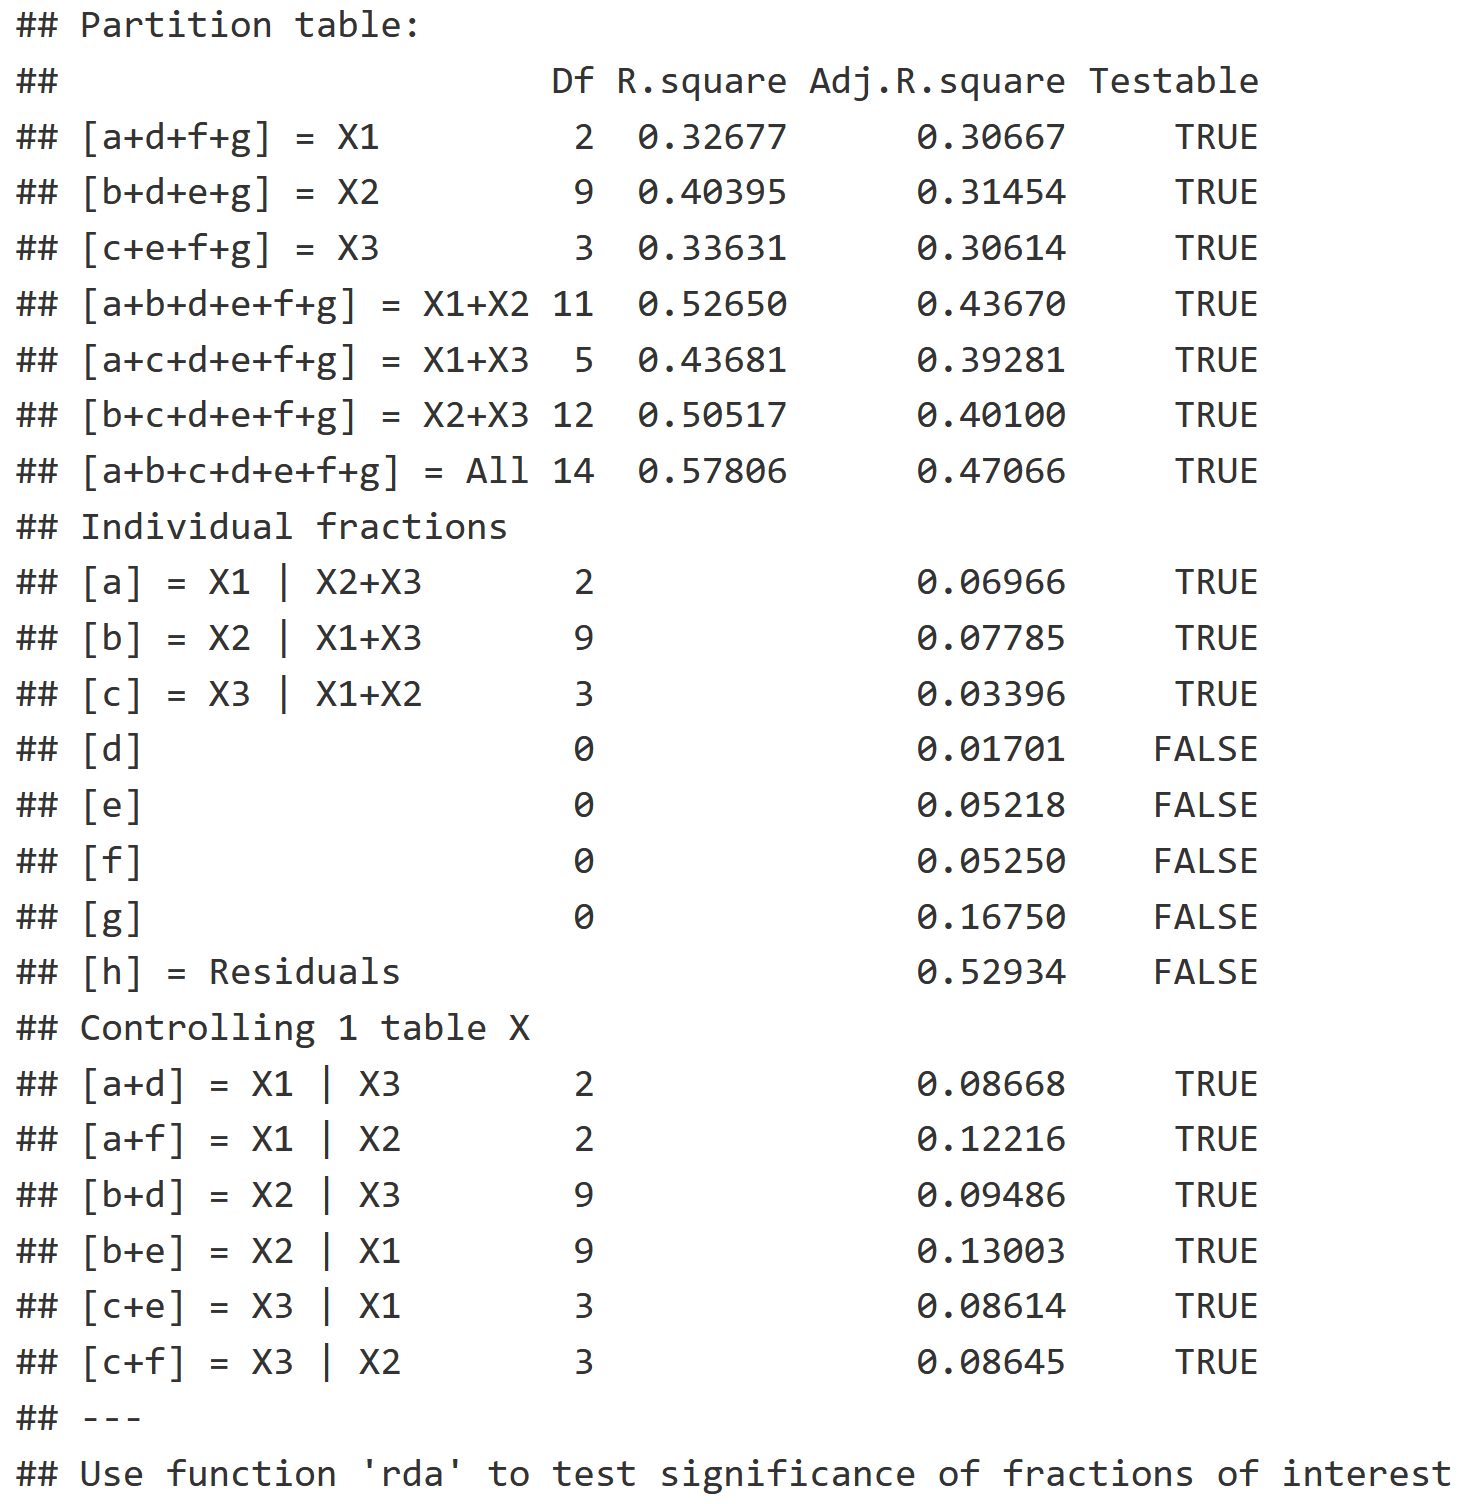 ## Partition table:
##                       Df R.square Adj.R.square Testable
## [a+d+f+g] = X1         2  0.32677      0.30667     TRUE
## [b+d+e+g] = X2         9  0.40395      0.31454     TRUE
## [c+e+f+g] = X3         3  0.33631      0.30614     TRUE
## [a+b+d+e+f+g] = X1+X2 11  0.52650      0.43670     TRUE
## [a+c+d+e+f+g] = X1+X3  5  0.43681      0.39281     TRUE
## [b+c+d+e+f+g] = X2+X3 12  0.50517      0.40100     TRUE
## [a+b+c+d+e+f+g] = All 14  0.57806      0.47066     TRUE
## Individual fractions
## [a] = X1 | X2+X3       2               0.06966     TRUE
## [b] = X2 | X1+X3       9               0.07785     TRUE
## [c] = X3 | X1+X2       3               0.03396     TRUE
## [d]                    0               0.01701    FALSE
## [e]                    0               0.05218    FALSE
## [f]                    0               0.05250    FALSE
## [g]                    0               0.16750    FALSE
## [h] = Residuals                        0.52934    FALSE
## Controlling 1 table X
## [a+d] = X1 | X3        2               0.08668     TRUE
## [a+f] = X1 | X2        2               0.12216     TRUE
## [b+d] = X2 | X3        9               0.09486     TRUE
## [b+e] = X2 | X1        9               0.13003     TRUE
## [c+e] = X3 | X1        3               0.08614     TRUE
## [c+f] = X3 | X2        3               0.08645     TRUE
## ---
## Use function 'rda' to test significance of fractions of interest